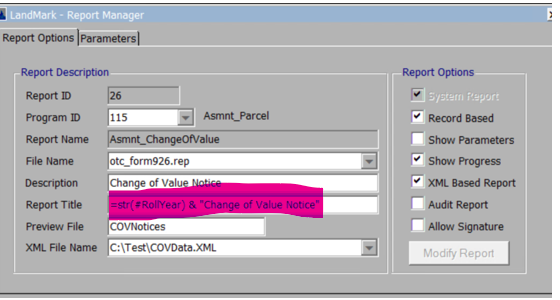 LandMark - Report Manager
Report Options Parameters
Report Description
Report ID 26
Program ID 115 Asmnt_Parcel
Report Name Asmnt_ChangeOfValue
File Name otc_form926.rep
Description Change of Value Notice
Report Title =str(#RollYear) & "Change of Value Notice"
Preview File COVNotices
XML File Name C:\Test\COVData.XML
Report Options
System Report
Record Based
Show Parameters
Show Progress
XML Based Report
Audit Report
Allow Signature
Modify Report